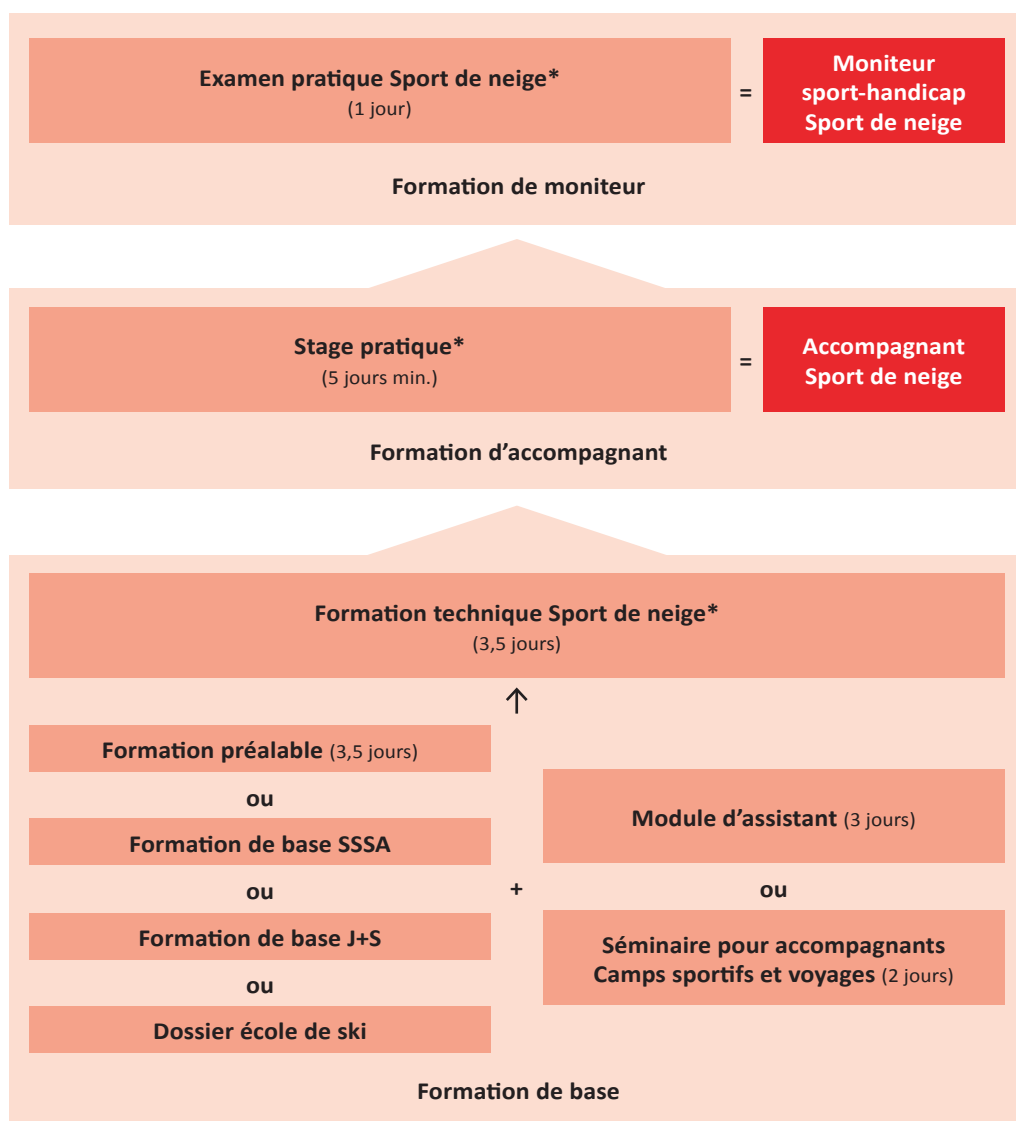 Examen pratique Sport de neige*
(1 jour)
=
Moniteur
sport-handicap
Sport de neige
Formation de moniteur
Stage pratique*
(5 jours min.)
=
Accompagnant
Sport de neige
Formation d’accompagnant
Formation technique Sport de neige*
(3,5 jours)
↑
Formation préalable (3,5 jours)
ou
Formation de base SSSA
ou
Formation de base J+S
ou
Dossier école de ski
+
Module d’assistant (3 jours)
ou
Séminaire pour accompagnants
Camps sportifs et voyages (2 jours)
Formation de base